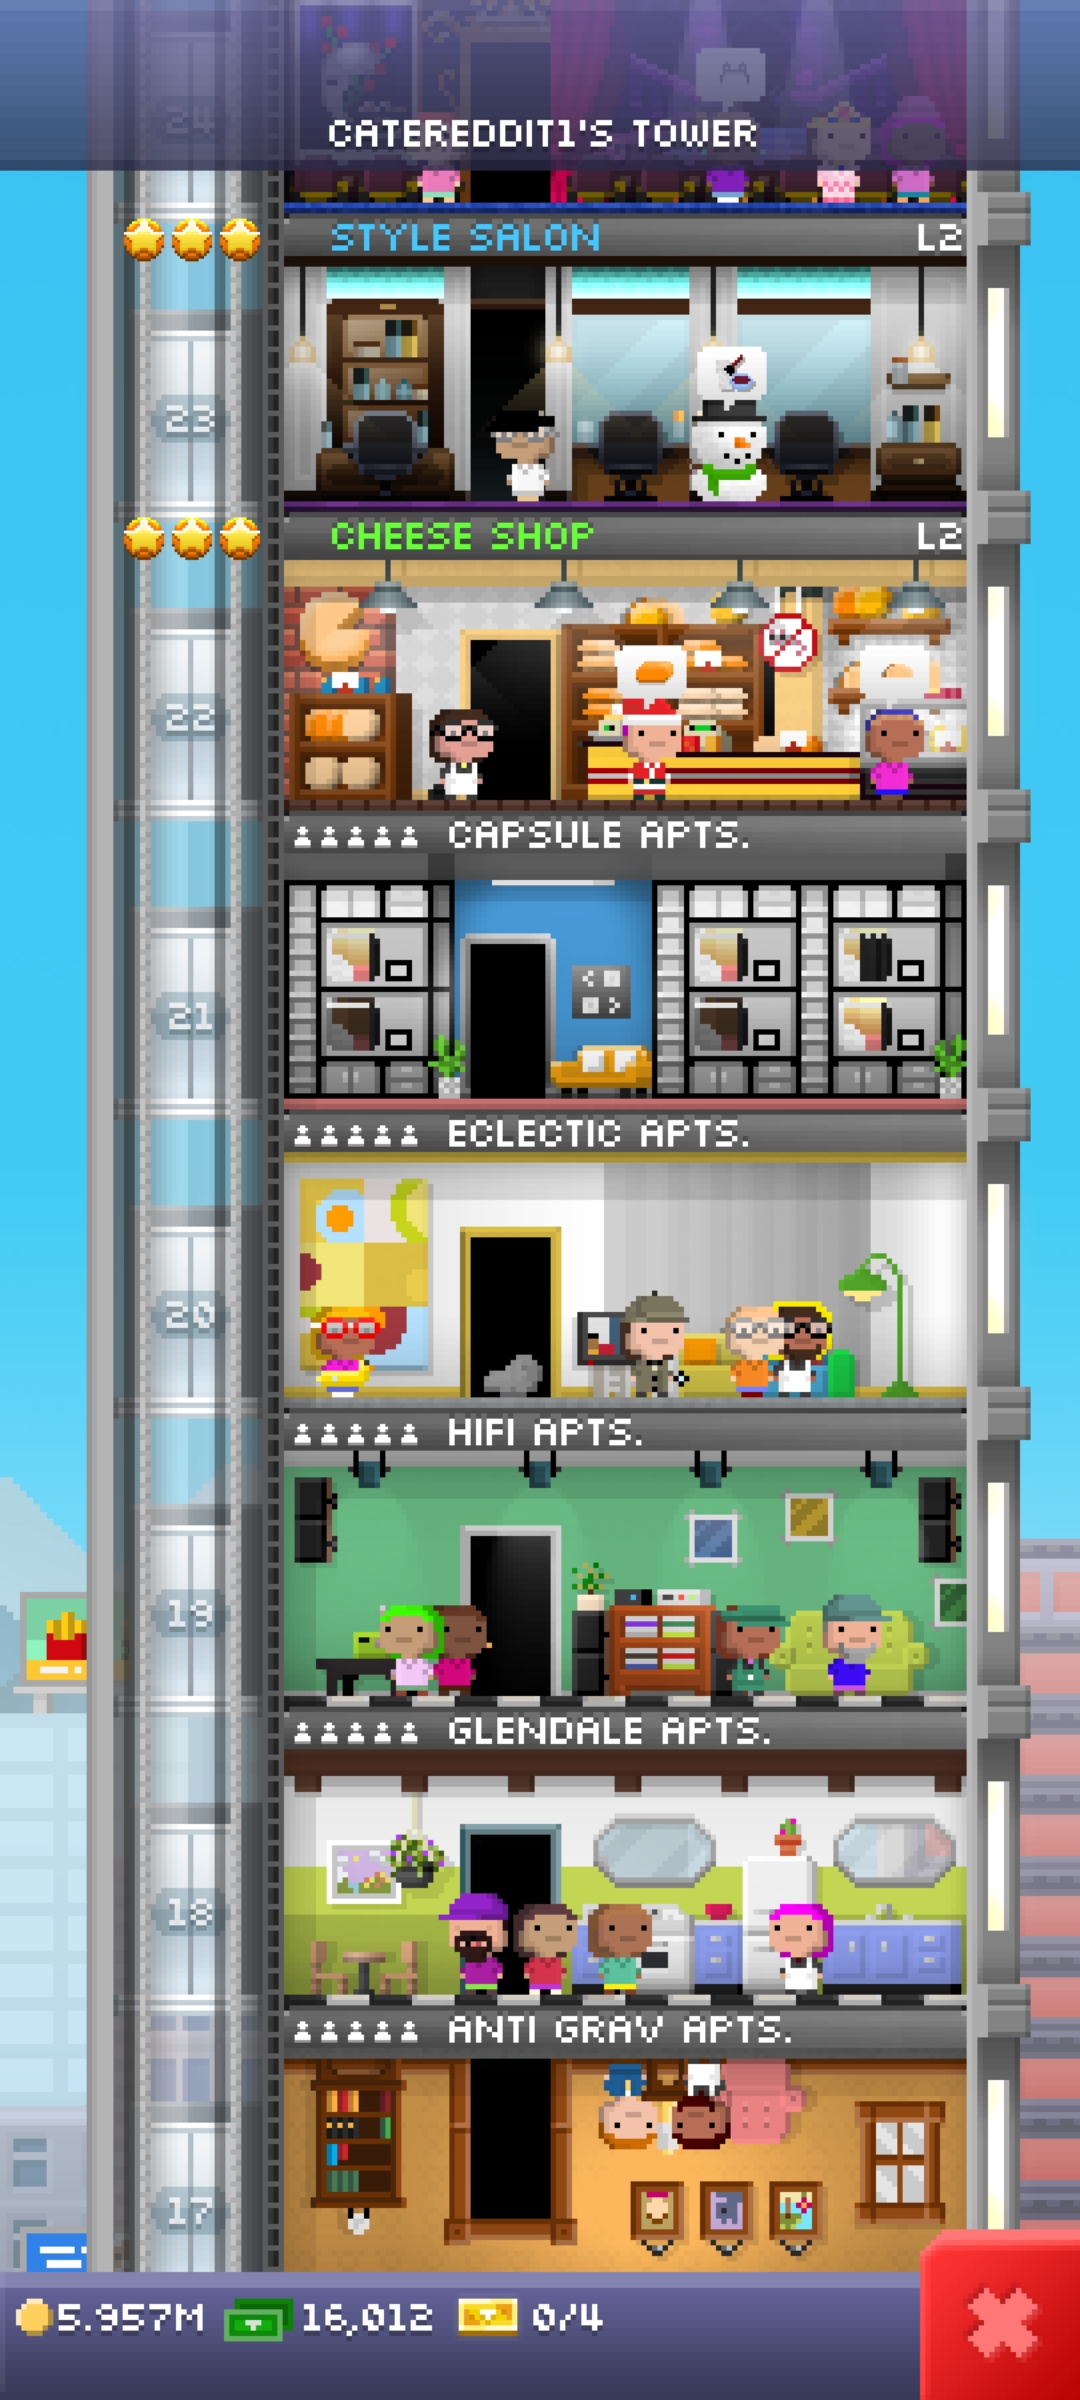 24
CATEREDDIT1'S TOWER
STYLE SALON L2
23
CHEESE SHOP L2
22
CAPSULE APTS.
21
ECLECTIC APTS.
20
HIFI APTS.
19
GLENDALE APTS.
18
ANTI GRAV APTS.
17
5.957M 16,012 0/4